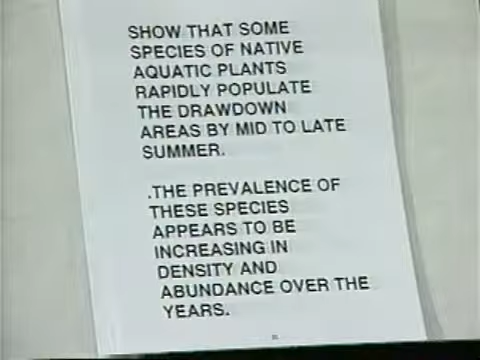 SHOW THAT SOME
SPECIES OF NATIVE
AQUATIC PLANTS
RAPIDLY POPULATE
THE DRAWDOWN
AREAS BY MID TO LATE
SUMMER.
.THE PREVALENCE OF
THESE SPECIES
APPEARS TO BE
INCREASING IN
DENSITY AND
ABUNDANCE OVER THE
YEARS.